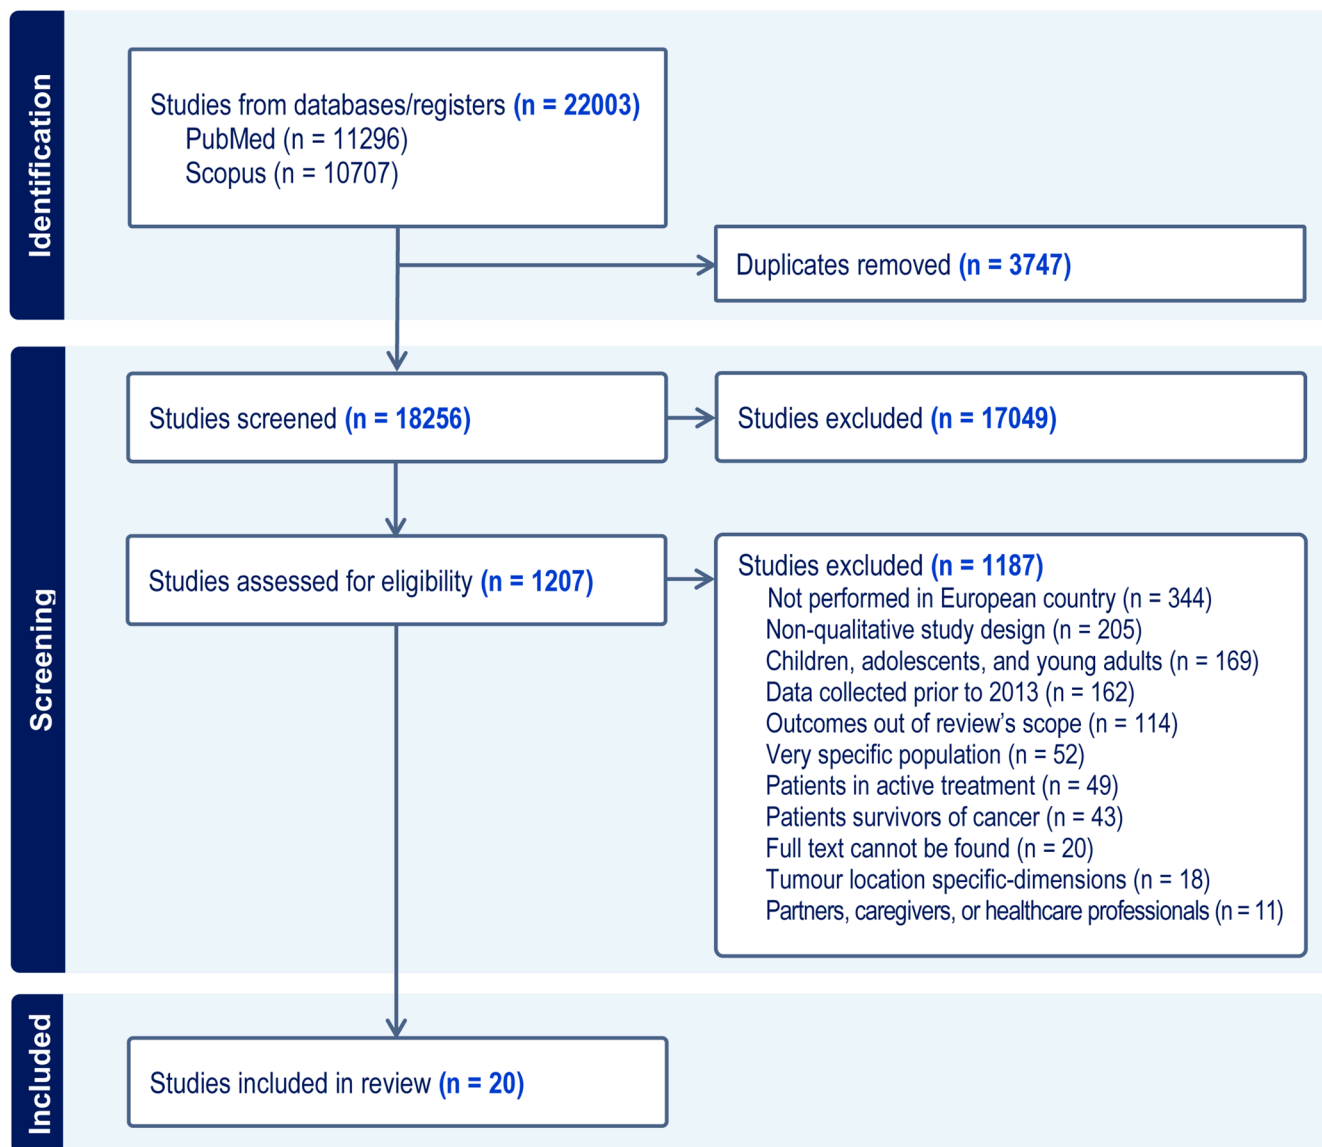 Identification
Studies from databases/registers (n = 22003)
PubMed (n = 11296)
Scopus (n = 10707)
Duplicates removed (n = 3747)
Screening
Studies screened (n = 18256)
Studies excluded (n = 17049)
Studies assessed for eligibility (n = 1207)
Studies excluded (n = 1187)
Not performed in European country (n = 344)
Non-qualitative study design (n = 205)
Children, adolescents, and young adults (n = 169)
Data collected prior to 2013 (n = 162)
Outcomes out of review’s scope (n = 114)
Very specific population (n = 52)
Patients in active treatment (n = 49)
Patients survivors of cancer (n = 43)
Full text cannot be found (n = 20)
Tumour location specific-dimensions (n = 18)
Partners, caregivers, or healthcare professionals (n = 11)
Included
Studies included in review (n = 20)